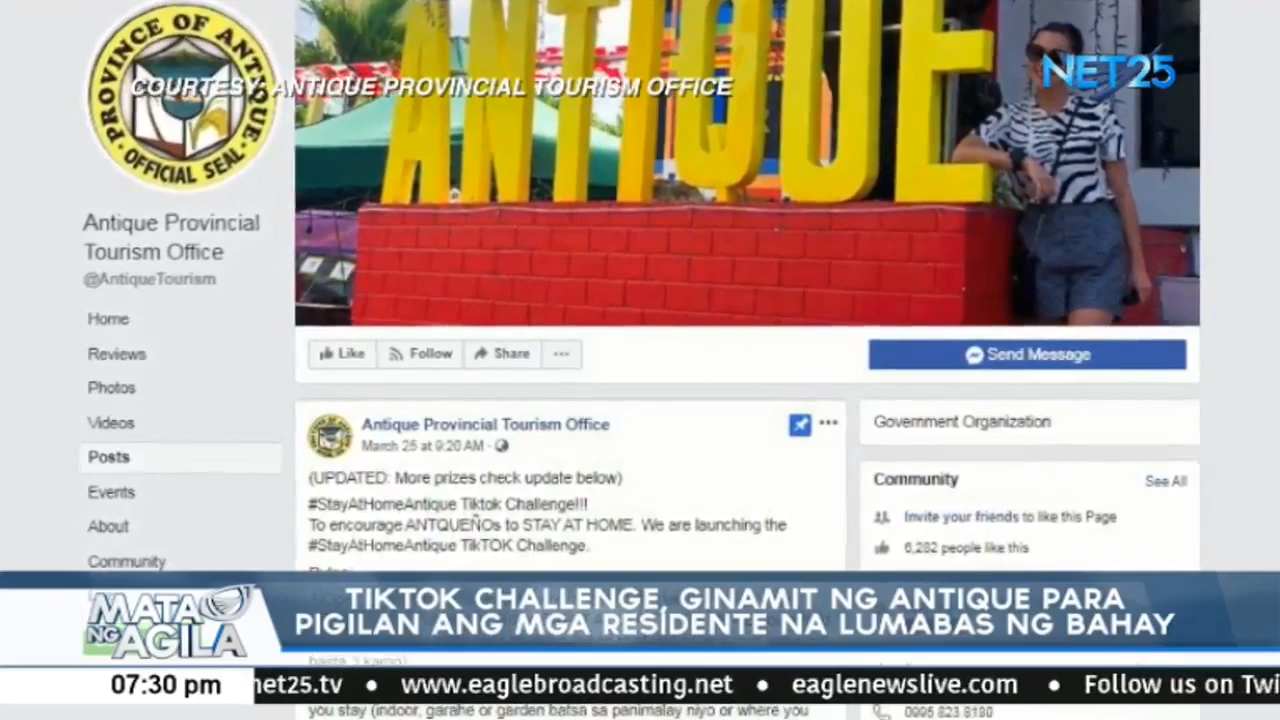 PROVINCE OF ANTIQUE
OFFICIAL SEAL
ANTIQUE
COURTESY: ANTIQUE PROVINCIAL TOURISM OFFICE
NET25
Antique Provincial
Tourism Office
@AntiqueTourism
Home
Reviews
Photos
Videos
Posts
Events
About
Community
Like
Follow
Share
Send Message
Antique Provincial Tourism Office
March 25 at 9:20 AM
(UPDATED: More prizes check update below)
#StayAtHomeAntique Tiktok Challenge!!!
To encourage ANTQUEÑOs to STAY AT HOME. We are launching the
#StayAtHomeAntique TikTOK Challenge.
Government Organization
Community
See All
Invite your friends to like this Page
6,282 people like this
MATA NG AGILA
TIKTOK CHALLENGE, GINAMIT NG ANTIQUE PARA
PIGILAN ANG MGA RESIDENTE NA LUMABAS NG BAHAY
07:30 pm
net25.tv • www.eaglebroadcasting.net • eaglenewslive.com • Follow us on Twi
you stay (indoor, garahe or garden batsa sa panimalay niyo or where you
0995 823 8180